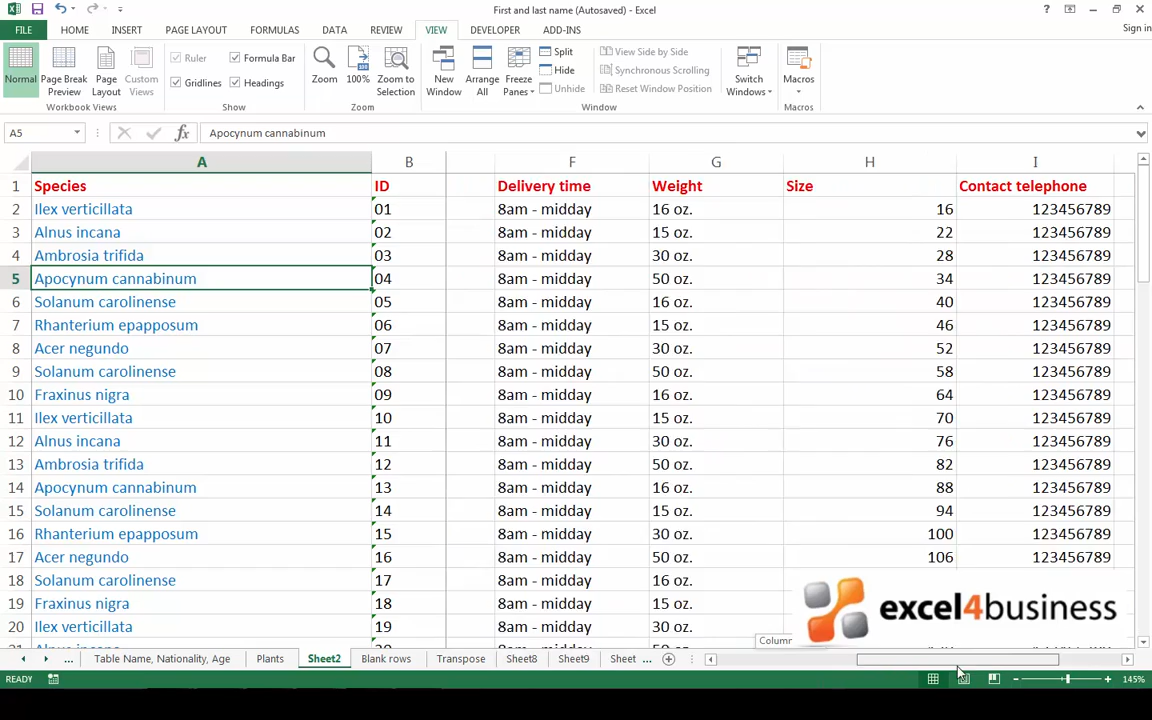 First and last name (Autosaved) - Excel
Sign in
FILE HOME INSERT PAGE LAYOUT FORMULAS DATA REVIEW VIEW DEVELOPER ADD-INS
Normal Page Break Preview Page Layout Custom Views
Workbook Views
Ruler Formula Bar
Gridlines Headings
Show
Zoom 100% Zoom to Selection
Zoom
New Window Arrange All Freeze Panes
Split
Hide
Unhide
View Side by Side
Synchronous Scrolling
Reset Window Position
Window
Switch Windows
Macros
Macros
A5 fx Apocynum cannabinum
A B F G H I
1 Species ID Delivery time Weight Size Contact telephone
2 Ilex verticillata 01 8am - midday 16 oz. 16 123456789
3 Alnus incana 02 8am - midday 15 oz. 22 123456789
4 Ambrosia trifida 03 8am - midday 30 oz. 28 123456789
5 Apocynum cannabinum 04 8am - midday 50 oz. 34 123456789
6 Solanum carolinense 05 8am - midday 16 oz. 40 123456789
7 Rhanterium epapposum 06 8am - midday 15 oz. 46 123456789
8 Acer negundo 07 8am - midday 30 oz. 52 123456789
9 Solanum carolinense 08 8am - midday 50 oz. 58 123456789
10 Fraxinus nigra 09 8am - midday 16 oz. 64 123456789
11 Ilex verticillata 10 8am - midday 15 oz. 70 123456789
12 Alnus incana 11 8am - midday 30 oz. 76 123456789
13 Ambrosia trifida 12 8am - midday 50 oz. 82 123456789
14 Apocynum cannabinum 13 8am - midday 16 oz. 88 123456789
15 Solanum carolinense 14 8am - midday 15 oz. 94 123456789
16 Rhanterium epapposum 15 8am - midday 30 oz. 100 123456789
17 Acer negundo 16 8am - midday 50 oz. 106 123456789
18 Solanum carolinense 17 8am - midday 16 oz.
19 Fraxinus nigra 18 8am - midday 15 oz.
20 Ilex verticillata 19 8am - midday 30 oz.
excel4business
Column
... Table Name, Nationality, Age Plants Sheet2 Blank rows Transpose Sheet8 Sheet9 Sheet ...
READY 145%